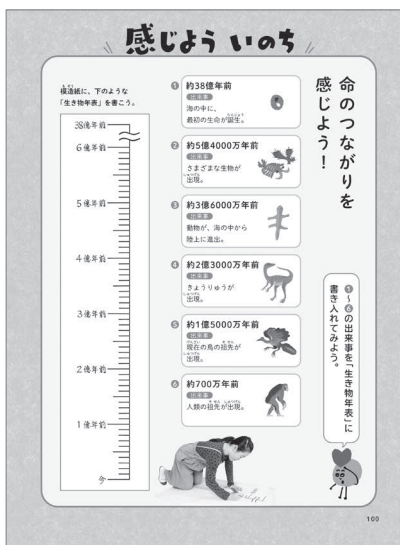 感じよう いのち
命のつながりを
感じよう！
模造紙に、下のような
「生き物年表」を書こう。
38億年前
6億年前
5億年前
4億年前
3億年前
2億年前
1億年前
今
❶ 約38億年前
出来事
海の中に、
最初の生命が誕生。
❷ 約5億4000万年前
出来事
さまざまな生物が
出現。
❸ 約3億6000万年前
出来事
動物が、海の中から
陸上に進出。
❹ 約2億3000万年前
出来事
きょうりゅうが
出現。
❺ 約1億5000万年前
出来事
現在の鳥の祖先が
出現。
❻ 約700万年前
出来事
人類の祖先が出現。
❶〜❻の出来事を「生き物年表」に
書き入れてみよう。
100